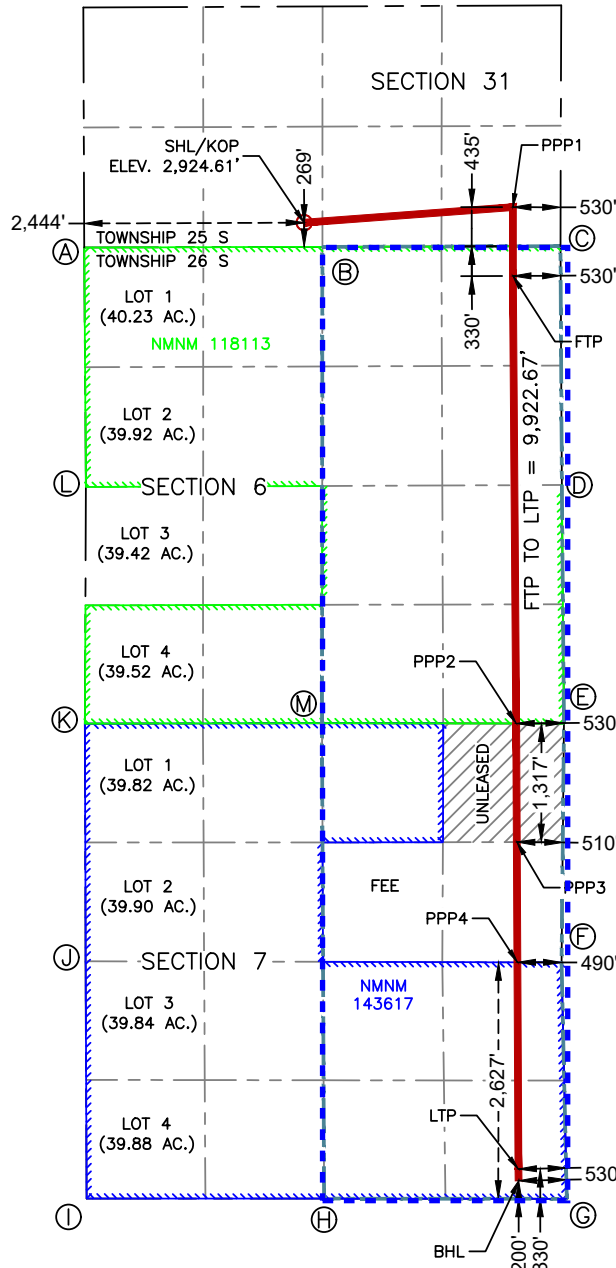 SECTION 31
SHL/KOP
ELEV. 2,924.61'
269'
435'
PPP1
2,444'
530'
TOWNSHIP 25 S
A
TOWNSHIP 26 S
B
C
530'
330'
FTP
LOT 1
(40.23 AC.)
NMNM 118113
LOT 2
(39.92 AC.)
FTP TO LTP = 9,922.67'
L
SECTION 6
D
LOT 3
(39.42 AC.)
LOT 4
(39.52 AC.)
PPP2
M
E
K
530
LOT 1
(39.82 AC.)
UNLEASED
1,317'
510'
LOT 2
(39.90 AC.)
FEE
PPP3
PPP4
F
J
SECTION 7
490'
NMNM
143617
LOT 3
(39.84 AC.)
2,627'
LOT 4
(39.88 AC.)
LTP
530
I
H
G
BHL
200'
330'